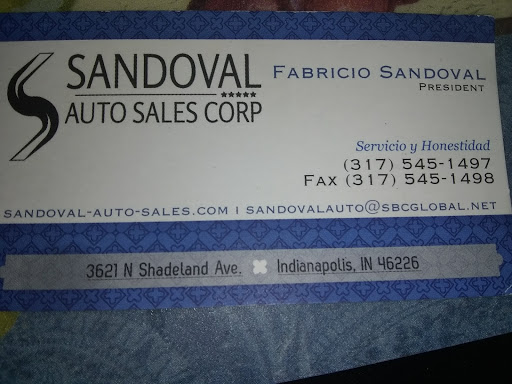 SANDOVAL
AUTO SALES CORP
FABRICIO SANDOVAL
PRESIDENT
Servicio y Honestidad
(317) 545-1497
FAX (317) 545-1498
SANDOVAL-AUTO-SALES.COM | SANDOVALAUTO@SBCGLOBAL.NET
3621 N Shadeland Ave. Indianapolis, IN 46226